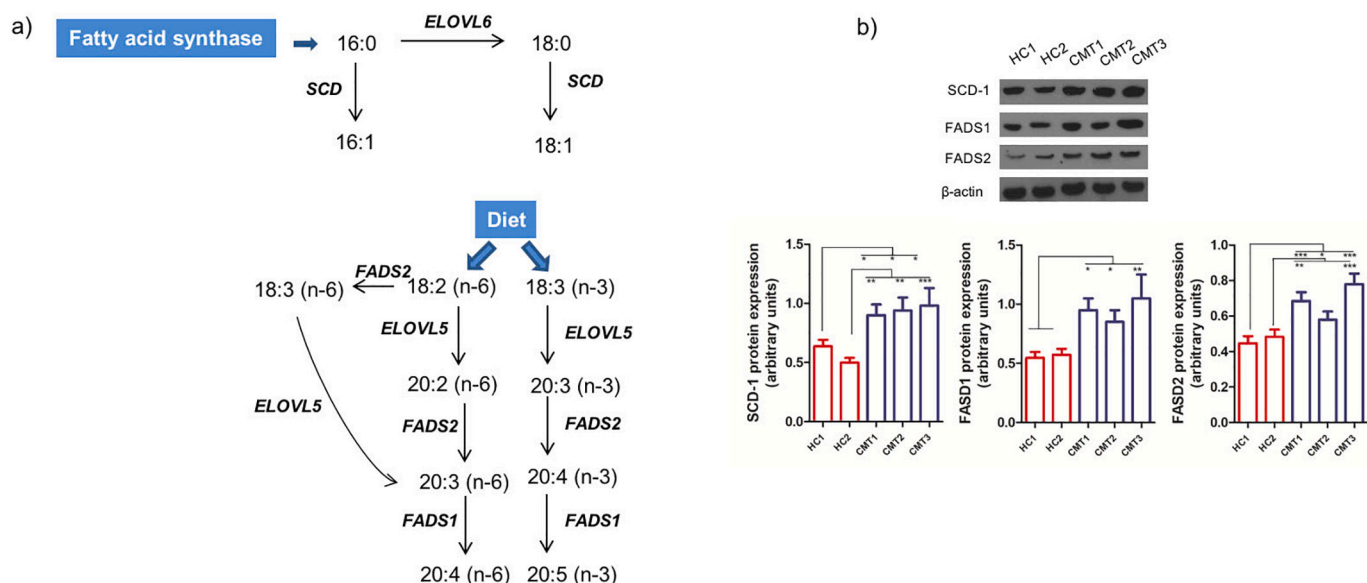 a)
Fatty acid synthase
16:0
ELOVL6
18:0
SCD
SCD
16:1
18:1
Diet
FADS2
18:3 (n-6)
18:2 (n-6)
18:3 (n-3)
ELOVL5
ELOVL5
20:2 (n-6)
20:3 (n-3)
ELOVL5
FADS2
FADS2
20:3 (n-6)
20:4 (n-3)
FADS1
FADS1
20:4 (n-6)
20:5 (n-3)
b)
HC1 HC2 CMT1 CMT2 CMT3
SCD-1
FADS1
FADS2
β-actin
SCD-1 protein expression
(arbitrary units)
1.5
1.0
0.5
0.0
* * *
** ** ***
HC1 HC2 CMT1 CMT2 CMT3
FASD1 protein expression
(arbitrary units)
1.5
1.0
0.5
0.0
* * **
HC1 HC2 CMT1 CMT2 CMT3
FASD2 protein expression
(arbitrary units)
1.0
0.8
0.6
0.4
0.2
0.0
*** * ***
** ***
HC1 HC2 CMT1 CMT2 CMT3